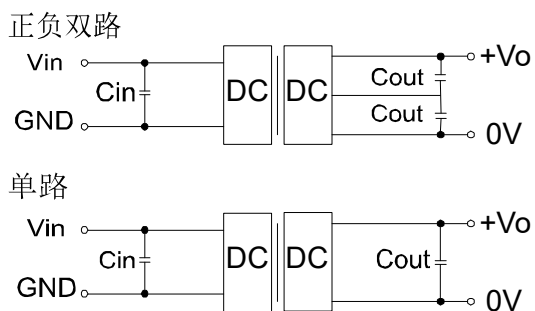 正负双路
Vin
Cin
GND
DC DC
Cout
Cout
+Vo
0V
单路
Vin
Cin
GND
DC DC
Cout
+Vo
0V